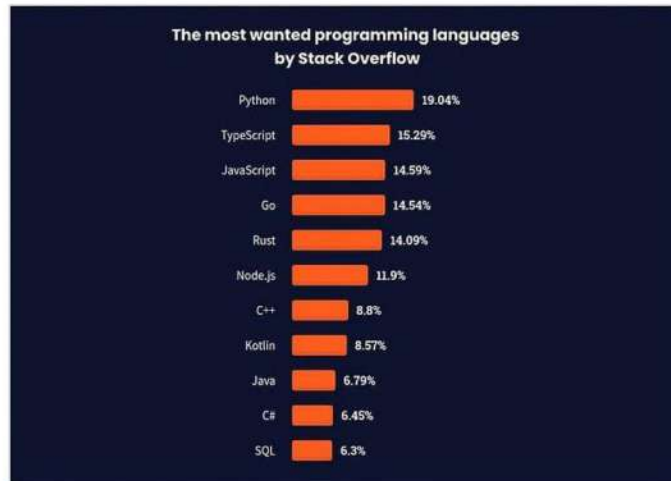 The most wanted programming languages
by Stack Overflow
Python 19.04%
TypeScript 15.29%
JavaScript 14.59%
Go 14.54%
Rust 14.09%
Node.js 11.9%
C++ 8.8%
Kotlin 8.57%
Java 6.79%
C# 6.45%
SQL 6.3%